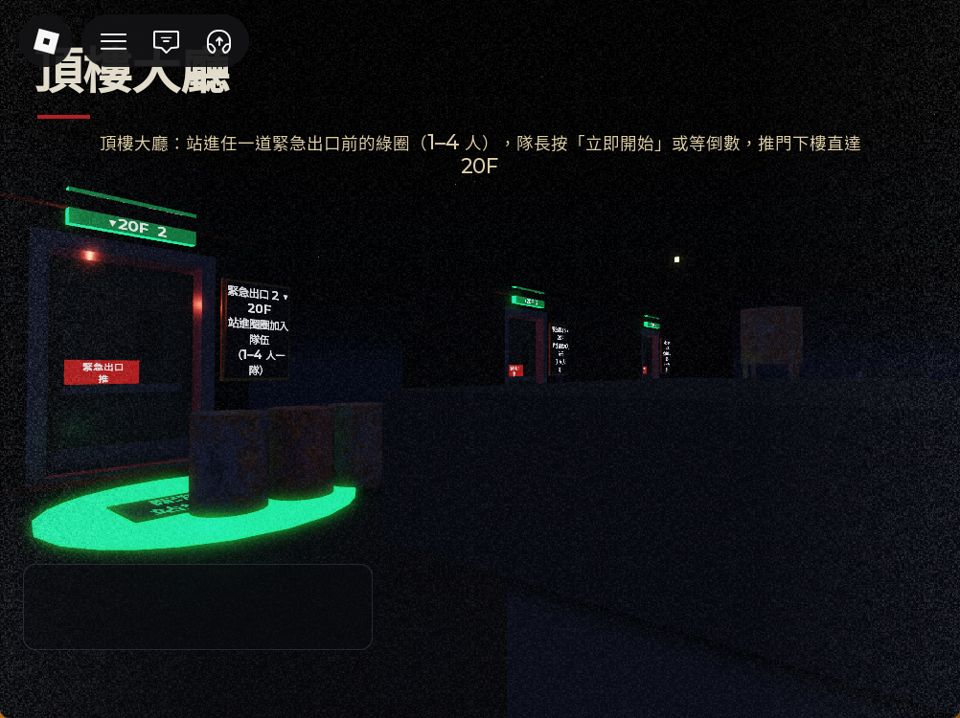 頂樓大廳
頂樓大廳：站進任一道緊急出口前的綠圈（1–4 人），隊長按「立即開始」或等倒數，推門下樓直達
20F
▼20F 2
緊急出口 2 ▼
20F
站進圈圈加入
隊伍
（1–4 人一
隊）
緊急出口
推